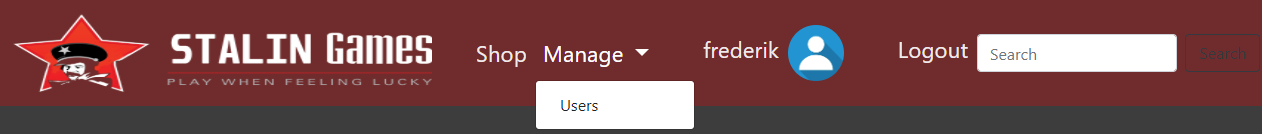 STALIN Games
PLAY WHEN FEELING LUCKY
Shop Manage frederik Logout Search Search
Users